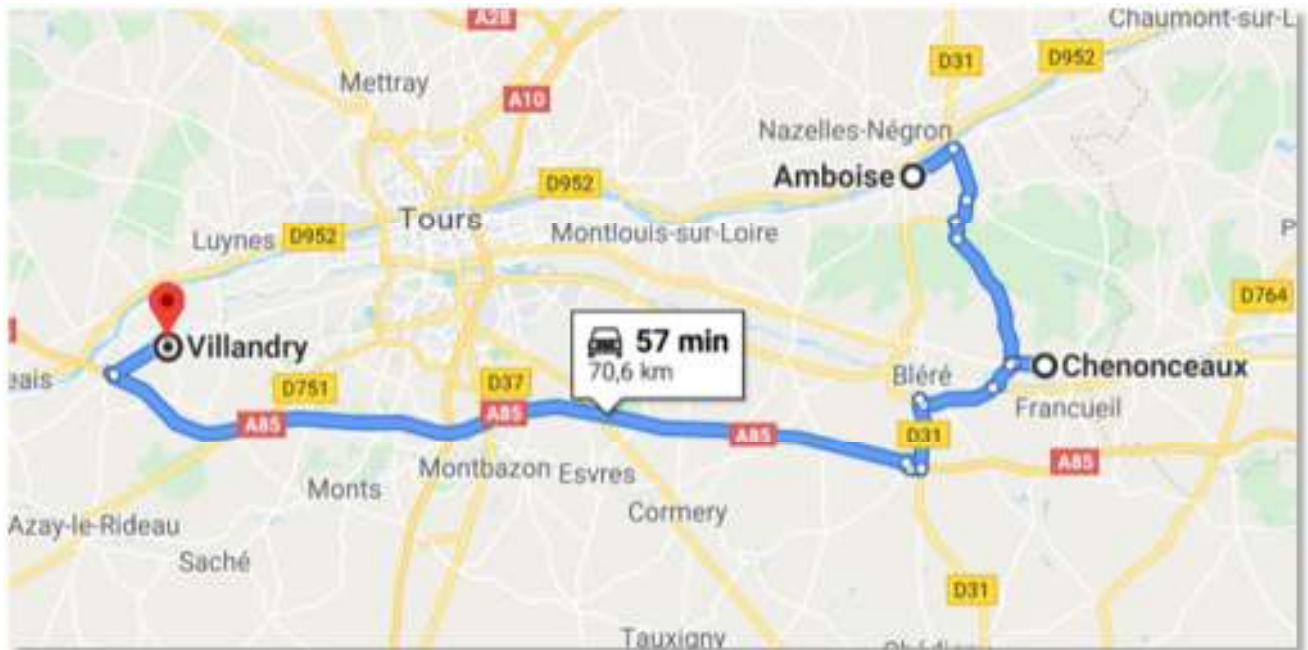 A28
Chaumont-sur-L
D31
D952
Mettray
A10
Nazelles-Négron
Amboise
D952
Tours
Luynes
D952
Montlouis-sur-Loire
P
D764
57 min
70,6 km
Villandry
Chenonceaux
eais
D751
D37
Bléré
Francueil
A85
A85
A85
D31
A85
Montbazon
Esvres
Monts
Cormery
Azay-le-Rideau
Saché
D31
Tauxigny